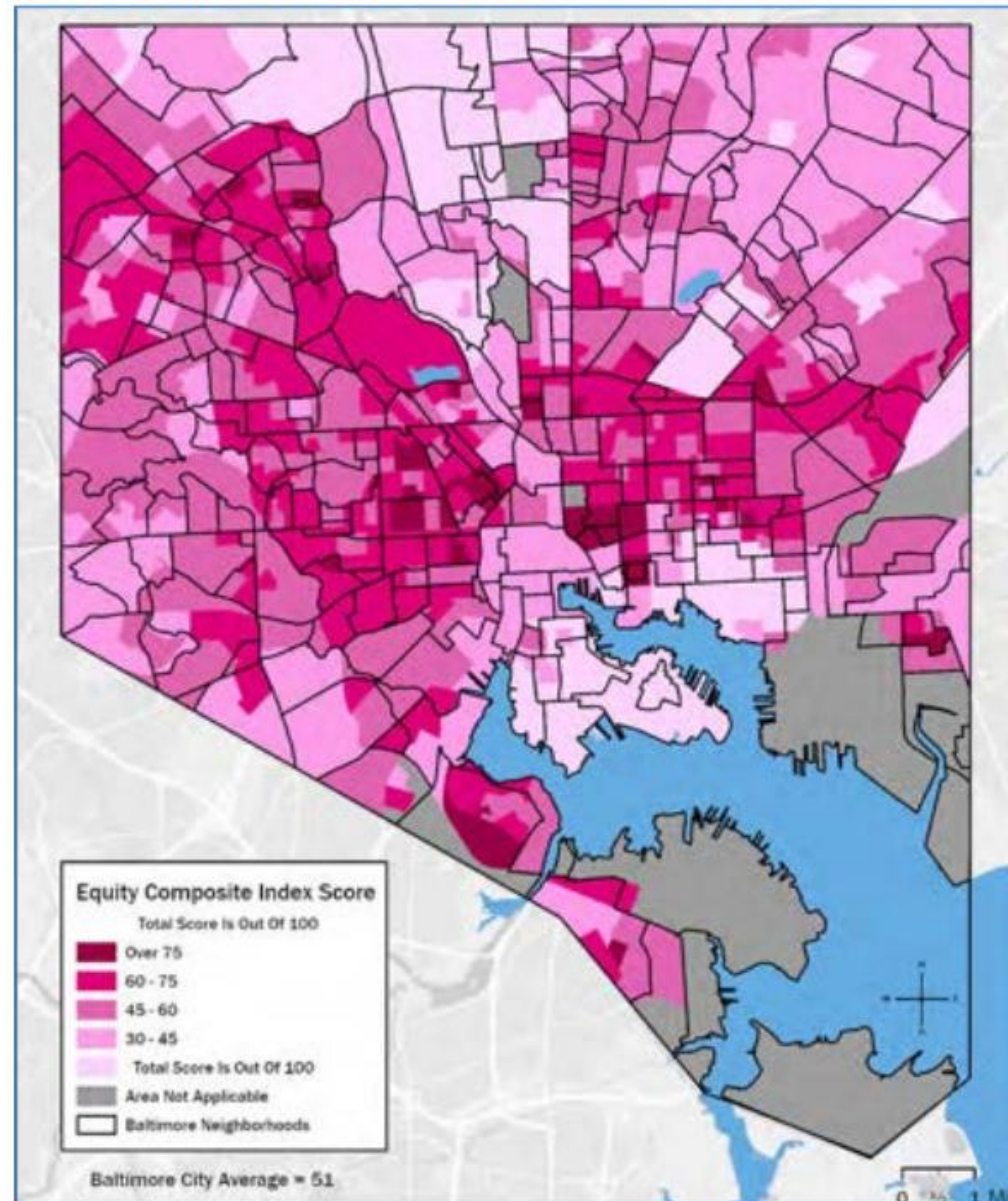 Equity Composite Index Score
Total Score Is Out Of 100
Over 75
60 - 75
45 - 60
30 - 45
Total Score Is Out Of 100
Area Not Applicable
Baltimore Neighborhoods
Baltimore City Average = 51
0